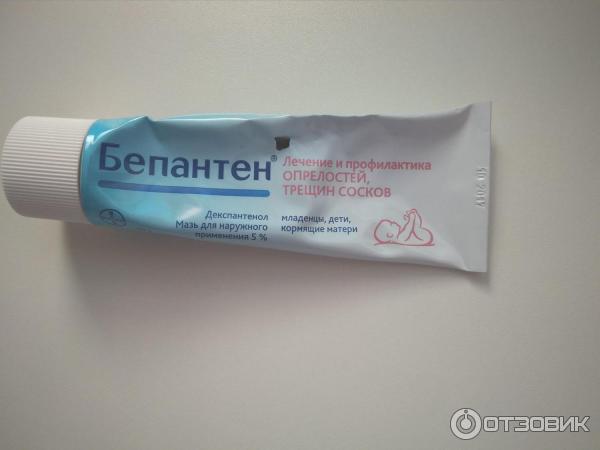 Бепантен®
Лечение и профилактика
ОПРЕЛОСТЕЙ,
ТРЕЩИН СОСКОВ
Декспантенол
Мазь для наружного
применения 5 %
младенцы, дети,
кормящие матери
ОТЗОВИК